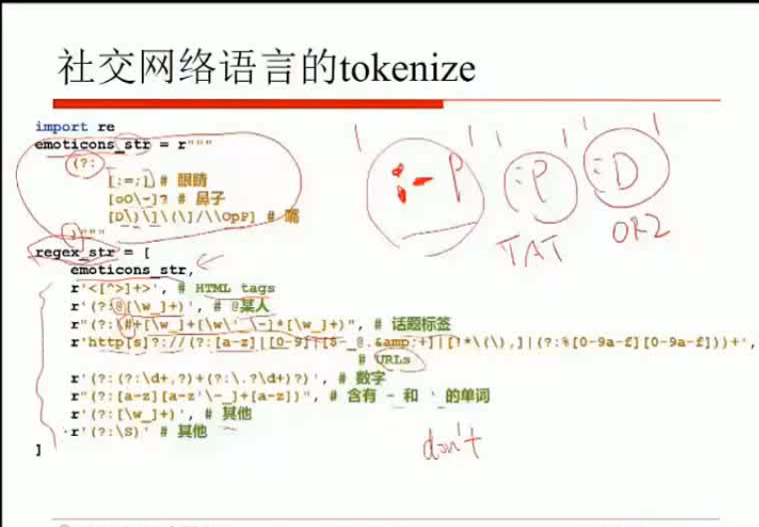 社交网络语言的tokenize
import re
emoticons_str = r"""
(?:
[:=;] # 眼睛
[oO\-]? # 鼻子
[D\)\]\(\]/\\OpP] # 嘴
)"""
regex_str = [
emoticons_str,
r'<[^>]+>', # HTML tags
r'(?:@[\w_]+)', # @某人
r"(?:\#+[\w_]+[\w\'_\-]*[\w_]+)", # 话题标签
r'http[s]?://(?:[a-z]|[0-9]|[$-_@.&amp;+]|[!*\(\),]|(?:%[0-9a-f][0-9a-f]))+',
# URLs
r'(?:(?:\d+,?)+(?:\.?\d+)?)', # 数字
r"(?:[a-z][a-z'\-_]+[a-z])", # 含有 - 和 ' 的单词
r'(?:[\w_]+)', # 其他
r'(?:\S)' # 其他
]
:-P :P :D
TAT ORZ
don't